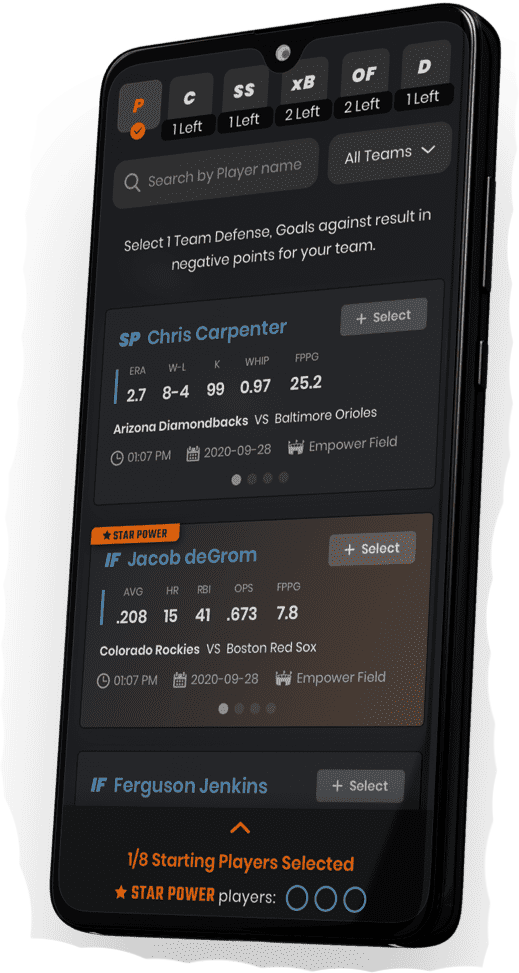 P C SS xB OF D
1 Left 1 Left 2 Left 2 Left 1 Left
Search by Player name All Teams
Select 1 Team Defense, Goals against result in
negative points for your team.
SP Chris Carpenter + Select
ERA W-L K WHIP FPPG
2.7 8-4 99 0.97 25.2
Arizona Diamondbacks VS Baltimore Orioles
01:07 PM 2020-09-28 Empower Field
★ STAR POWER
IF Jacob deGrom + Select
AVG HR RBI OPS FPPG
.208 15 41 .673 7.8
Colorado Rockies VS Boston Red Sox
01:07 PM 2020-09-28 Empower Field
IF Ferguson Jenkins + Select
1/8 Starting Players Selected
★ STAR POWER players: